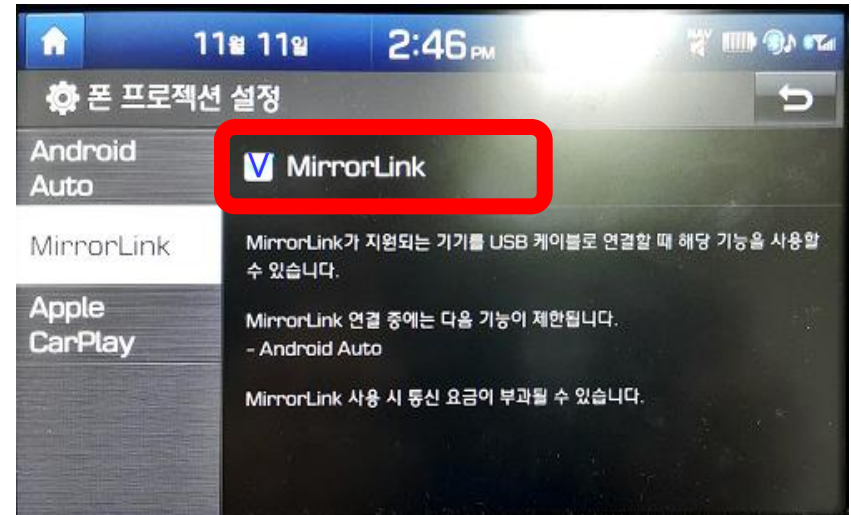 11월 11일 2:46 PM
폰 프로젝션 설정
Android
Auto
MirrorLink
Apple
CarPlay
V MirrorLink
MirrorLink가 지원되는 기기를 USB 케이블로 연결할 때 해당 기능을 사용할
수 있습니다.
MirrorLink 연결 중에는 다음 기능이 제한됩니다.
- Android Auto
MirrorLink 사용 시 통신 요금이 부과될 수 있습니다.